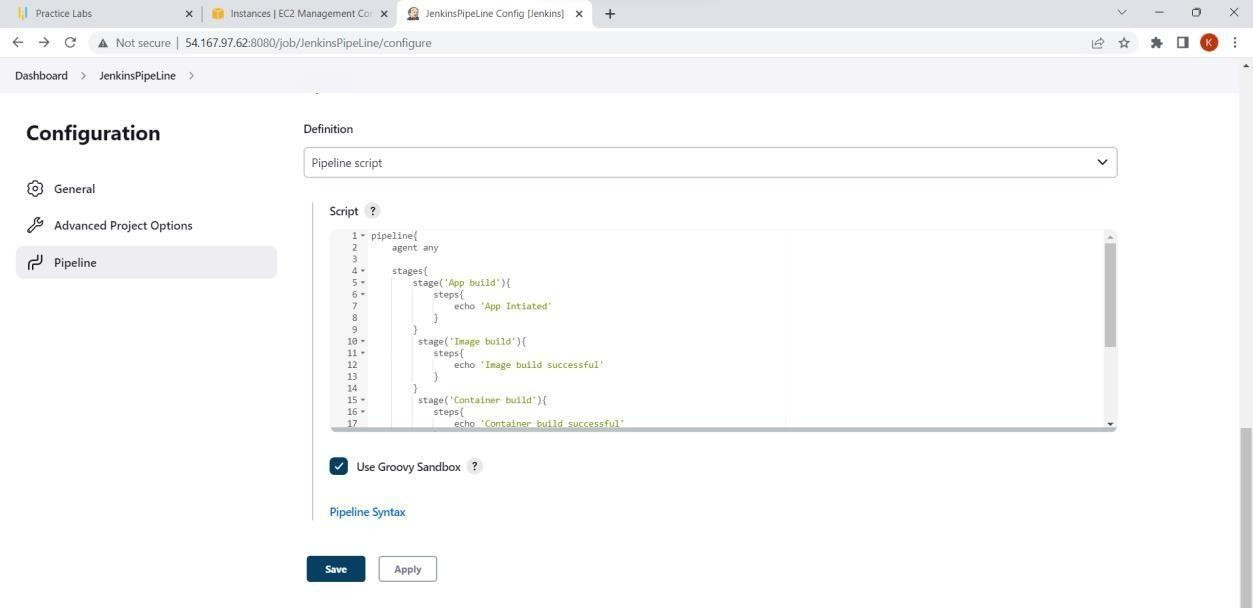 Practice Labs
Instances | EC2 Management Cor
JenkinsPipeLine Config [Jenkins]
Not secure | 54.167.97.62:8080/job/JenkinsPipeLine/configure
K
Dashboard > JenkinsPipeLine >
Configuration
General
Advanced Project Options
Pipeline
Definition
Pipeline script
Script ?
1 pipeline{
2 agent any
3
4 stages{
5 stage('App build'){
6 steps{
7 echo 'App Intiated'
8 }
9 }
10 stage('Image build'){
11 steps{
12 echo 'Image build successful'
13 }
14 }
15 stage('Container build'){
16 steps{
17 echo 'Container build successful'
Use Groovy Sandbox ?
Pipeline Syntax
Save Apply